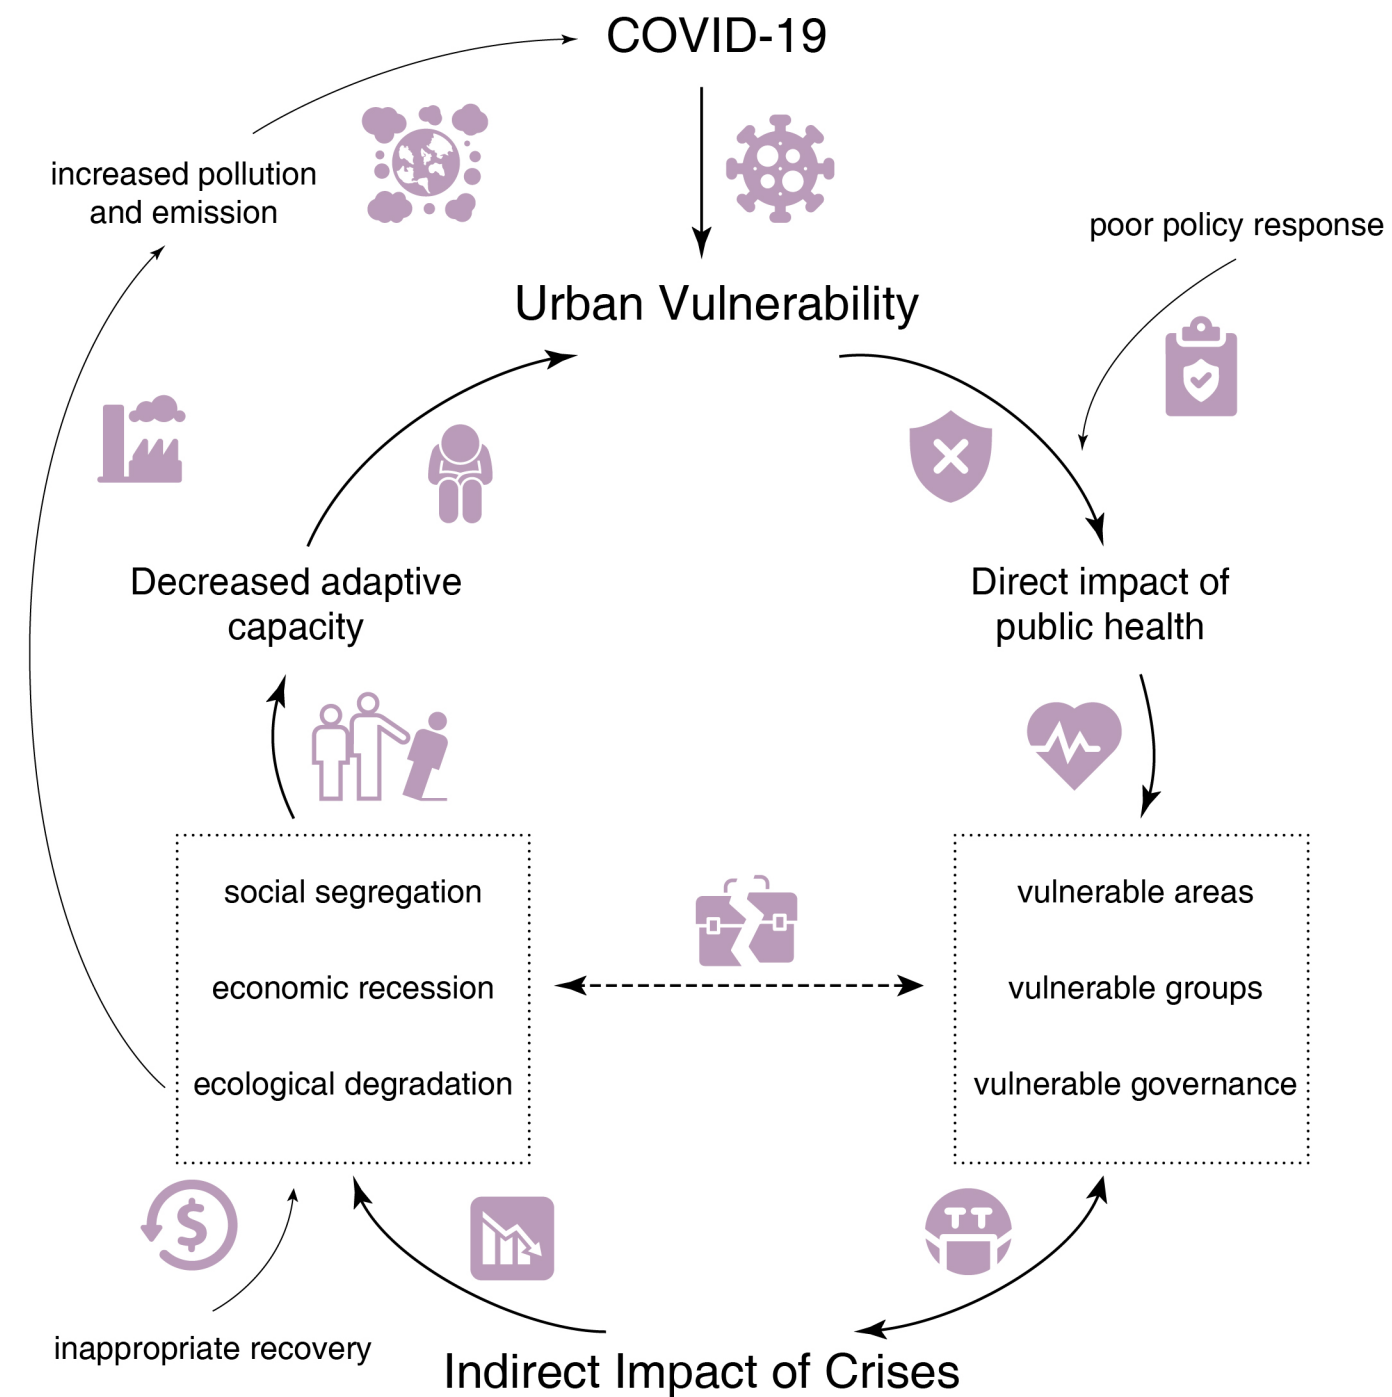 COVID-19
increased pollution
and emission
poor policy response
Urban Vulnerability
Decreased adaptive
capacity
Direct impact of
public health
social segregation
economic recession
ecological degradation
vulnerable areas
vulnerable groups
vulnerable governance
$
inappropriate recovery
Indirect Impact of Crises